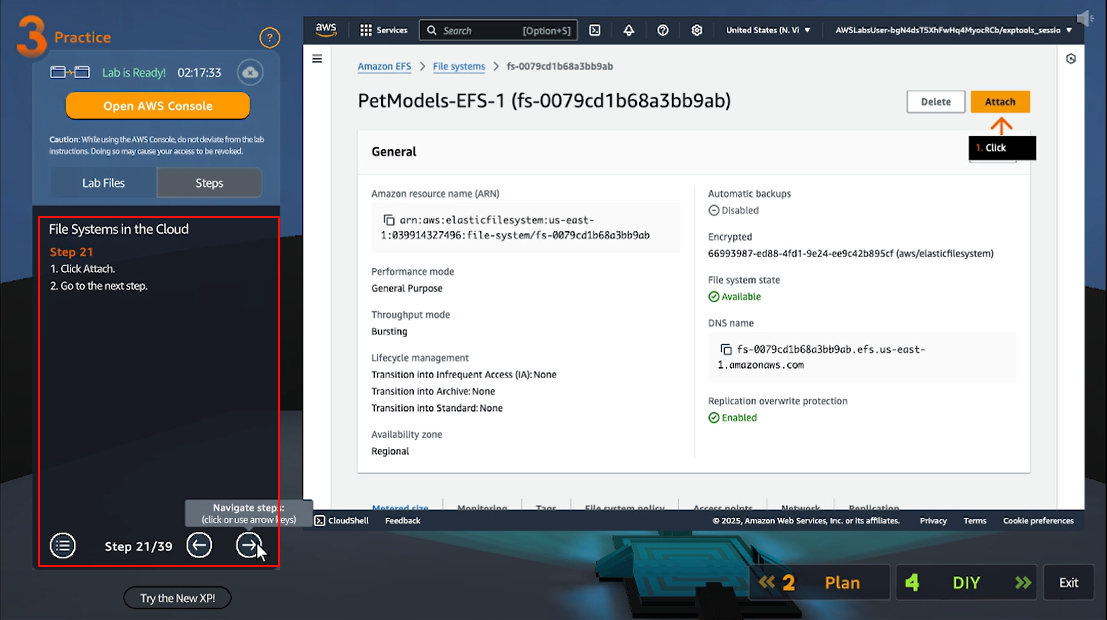 3 Practice
?
Lab is Ready! 02:17:33
Open AWS Console
Caution: While using the AWS Console, do not deviate from the lab
instructions. Doing so may cause your access to be revoked.
Lab Files Steps
File Systems in the Cloud
Step 21
1. Click Attach.
2. Go to the next step.
Navigate steps:
(click or use arrow keys)
Step 21/39
Try the New XP!
aws Services Search [Option+S] United States (N. Vi AWSLabsUser-bgN4dsT5XhFwHq4MyocRCb/exptools_sessio
Amazon EFS > File systems > fs-0079cd1b68a3bb9ab
PetModels-EFS-1 (fs-0079cd1b68a3bb9ab)
Delete Attach
1. Click
General
Amazon resource name (ARN)
arn:aws:elasticfilesystem:us-east-
1:039914327496:file-system/fs-0079cd1b68a3bb9ab
Performance mode
General Purpose
Throughput mode
Bursting
Lifecycle management
Transition into Infrequent Access (IA): None
Transition into Archive: None
Transition into Standard: None
Availability zone
Regional
Automatic backups
Disabled
Encrypted
66993987-ed88-4fd1-9e24-ee9c42b895cf (aws/elasticfilesystem)
File system state
Available
DNS name
fs-0079cd1b68a3bb9ab.efs.us-east-
1.amazonaws.com
Replication overwrite protection
Enabled
Metered size Monitoring Tags File system policy Access points Network Replication
CloudShell Feedback © 2025, Amazon Web Services, Inc. or its affiliates. Privacy Terms Cookie preferences
2 Plan 4 DIY Exit